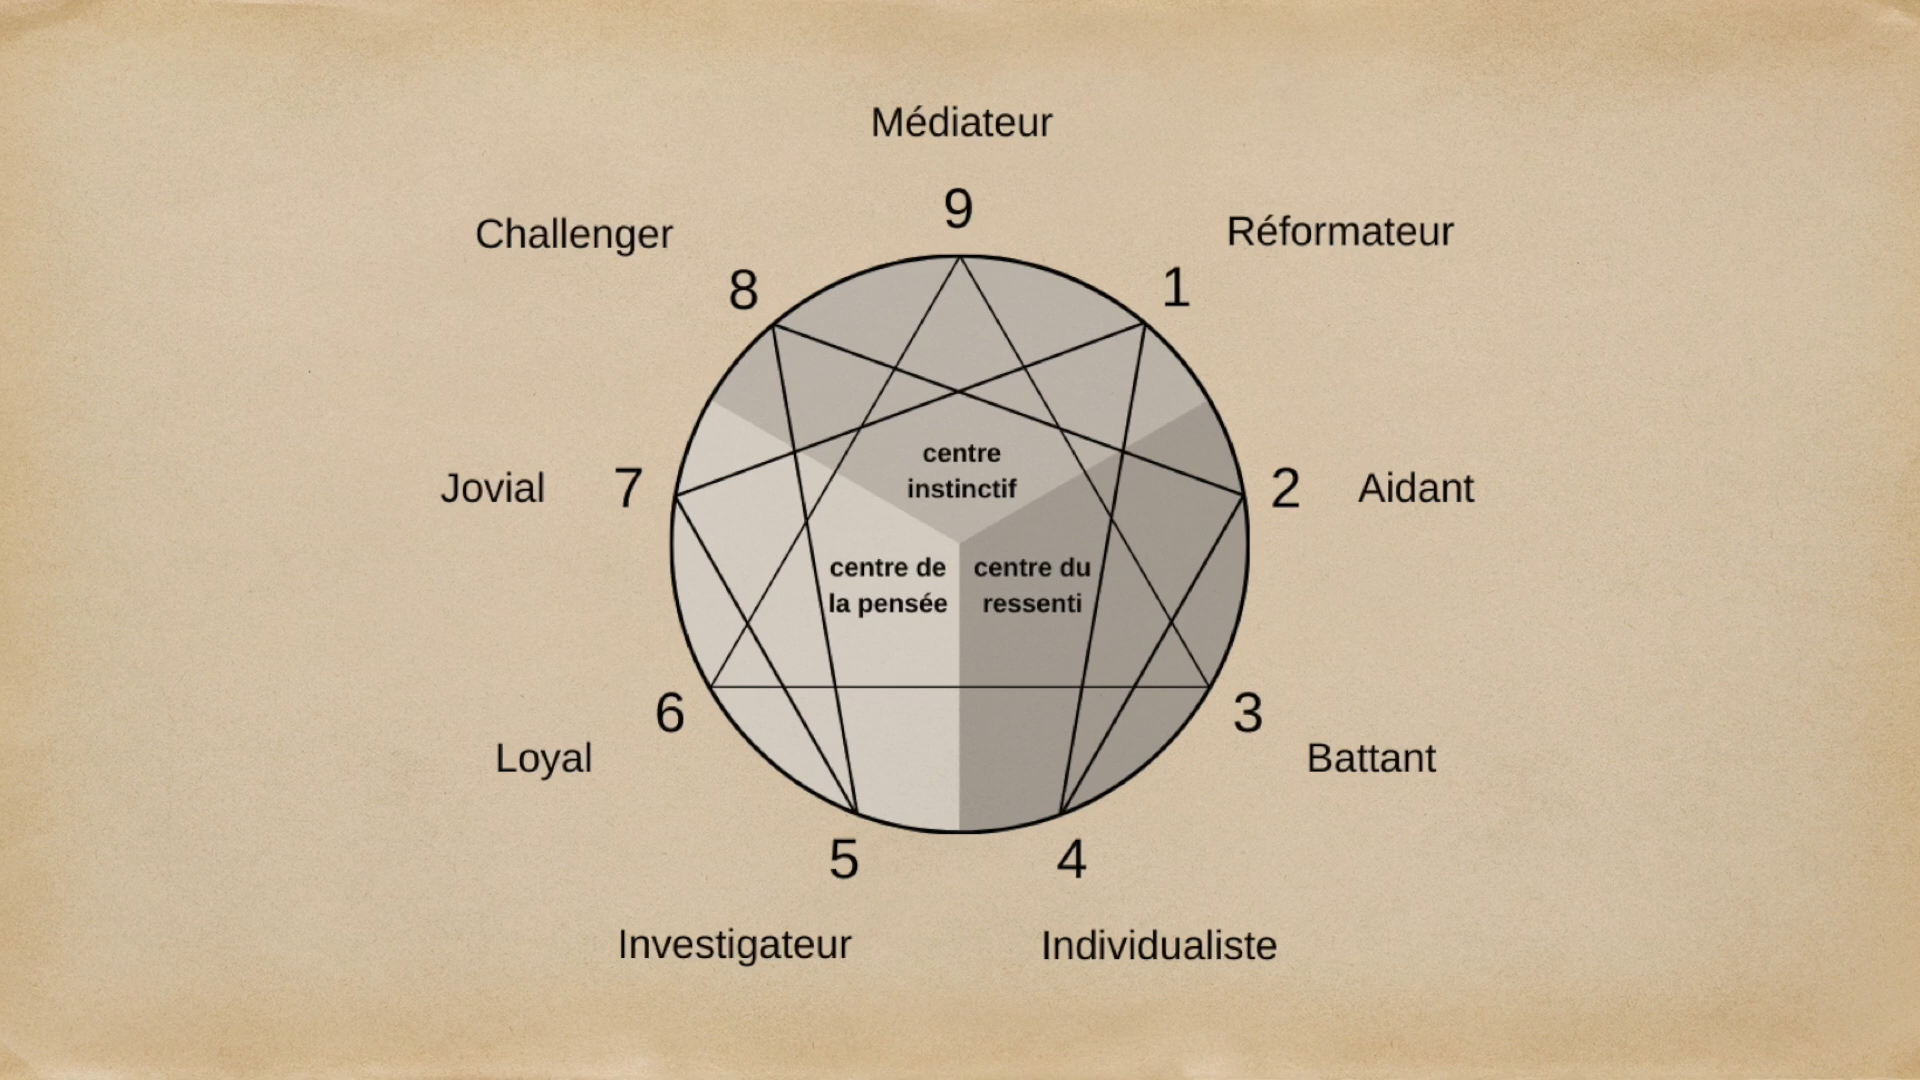 Médiateur
9
Challenger
8
Réformateur
1
Jovial
7
2
Aidant
centre
instinctif
centre de
la pensée
centre du
ressenti
6
Loyal
3
Battant
5
Investigateur
4
Individualiste